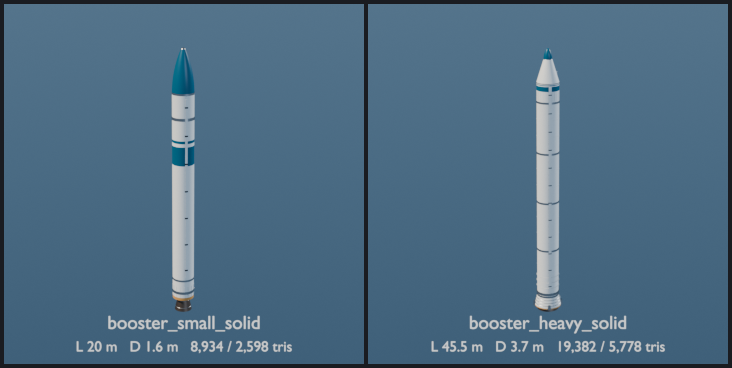 booster_small_solid
L 20 m D 1.6 m 8,934 / 2,598 tris
booster_heavy_solid
L 45.5 m D 3.7 m 19,382 / 5,778 tris